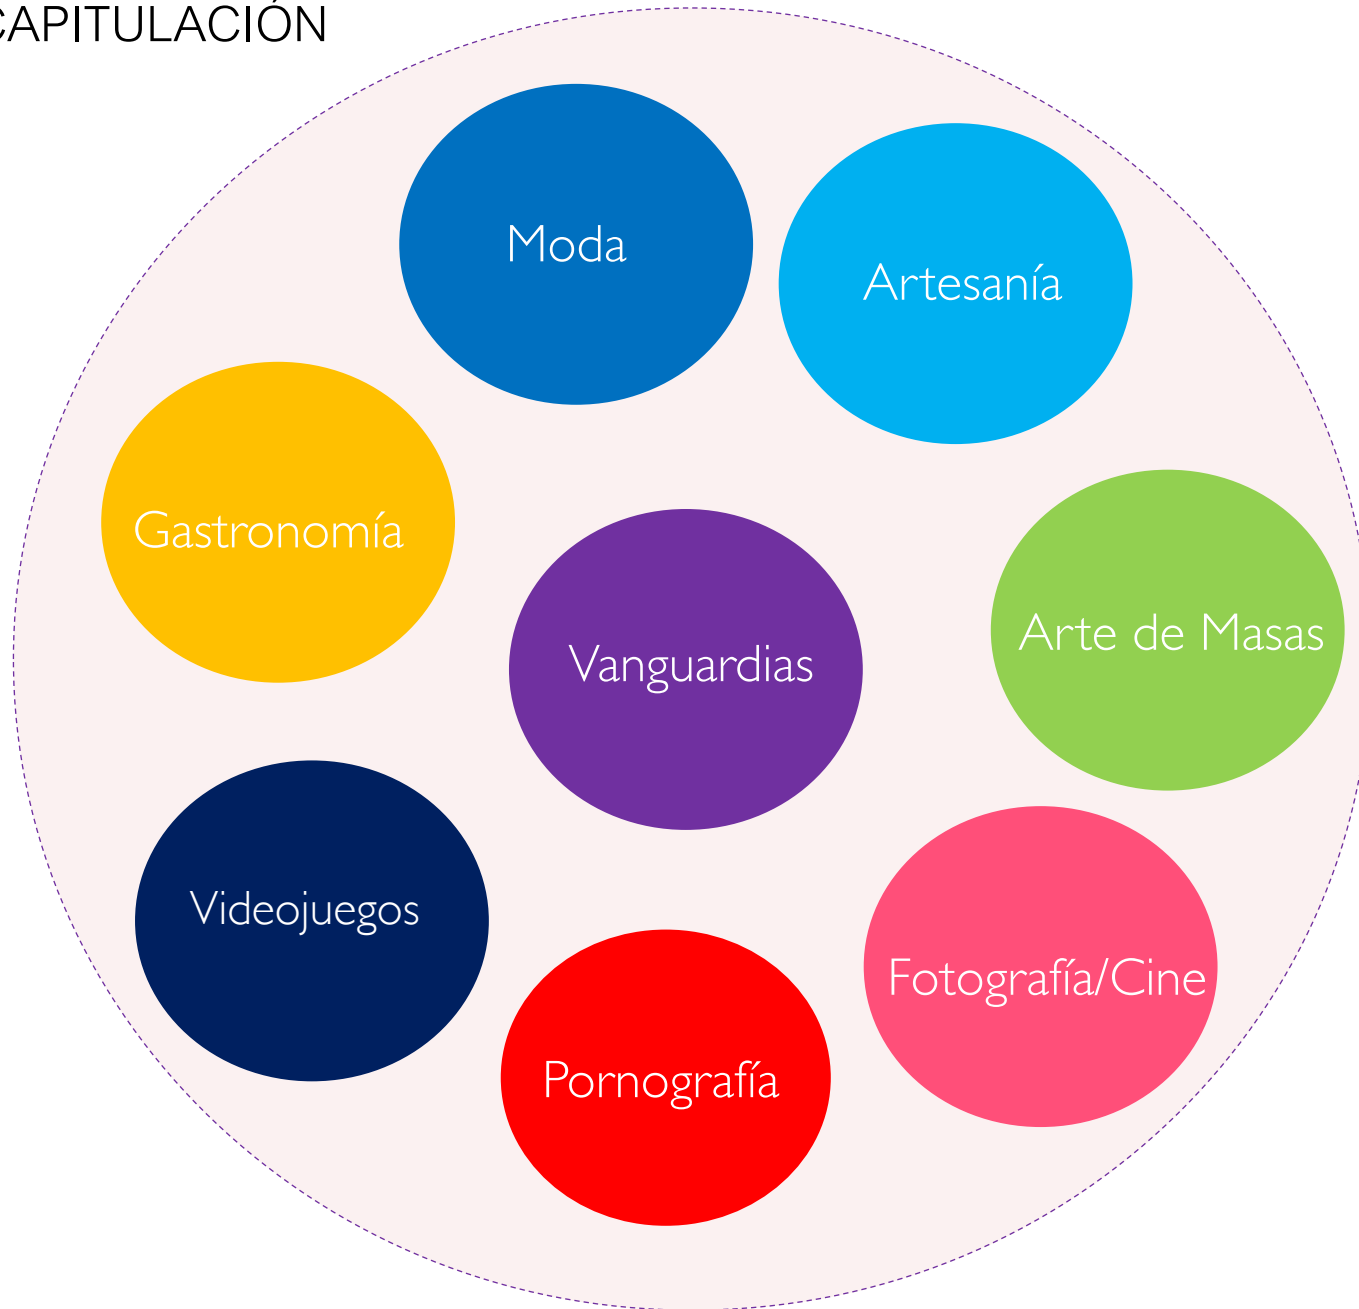 CAPITULACIÓN
Moda
Artesanía
Gastronomía
Arte de Masas
Vanguardias
Videojuegos
Fotografía/Cine
Pornografía